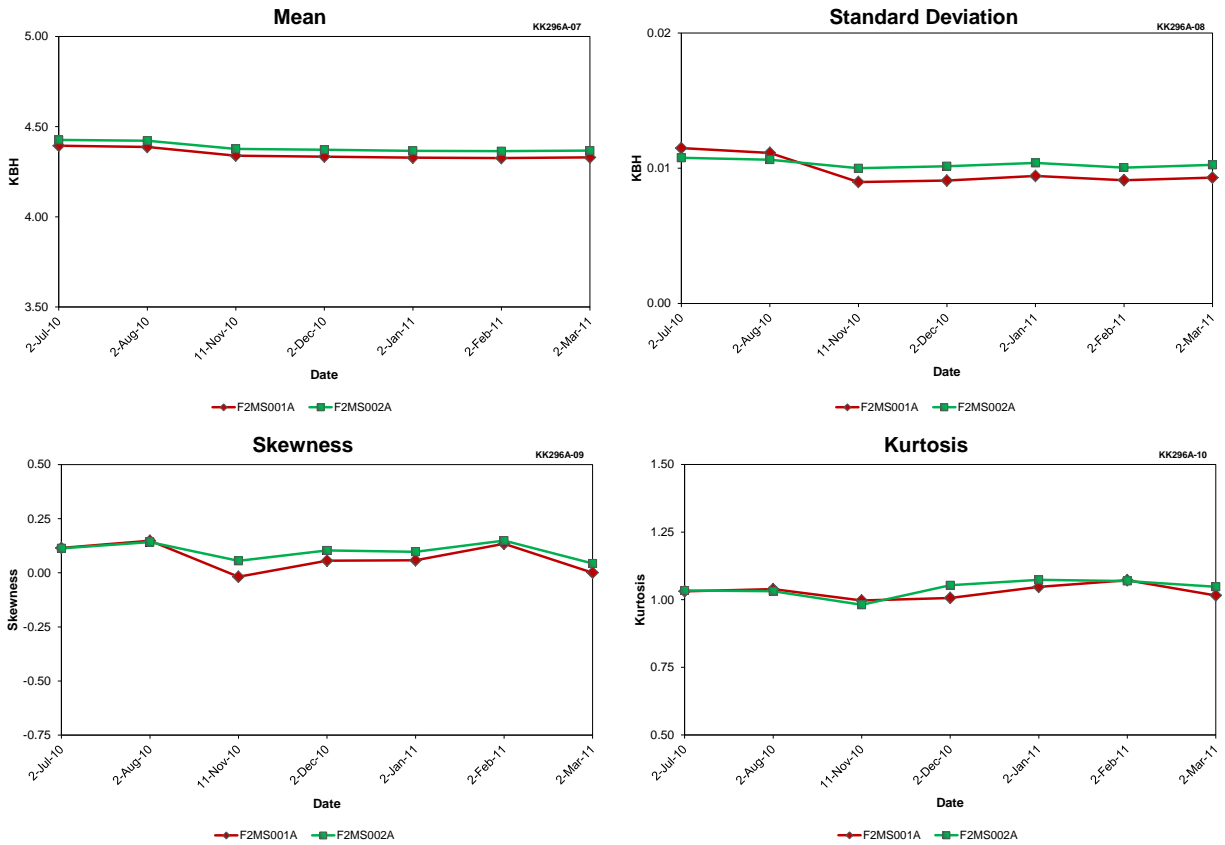 Mean
KK296A-07
5.00
4.50
4.00
3.50
KBH
2-Jul-10
2-Aug-10
11-Nov-10
2-Dec-10
2-Jan-11
2-Feb-11
2-Mar-11
Date
F2MS001A F2MS002A
Standard Deviation
KK296A-08
0.02
0.01
0.00
KBH
2-Jul-10
2-Aug-10
11-Nov-10
2-Dec-10
2-Jan-11
2-Feb-11
2-Mar-11
Date
F2MS001A F2MS002A
Skewness
KK296A-09
0.50
0.25
0.00
-0.25
-0.50
-0.75
Skewness
2-Jul-10
2-Aug-10
11-Nov-10
2-Dec-10
2-Jan-11
2-Feb-11
2-Mar-11
Date
F2MS001A F2MS002A
Kurtosis
KK296A-10
1.50
1.25
1.00
0.75
0.50
Kurtosis
2-Jul-10
2-Aug-10
11-Nov-10
2-Dec-10
2-Jan-11
2-Feb-11
2-Mar-11
Date
F2MS001A F2MS002A